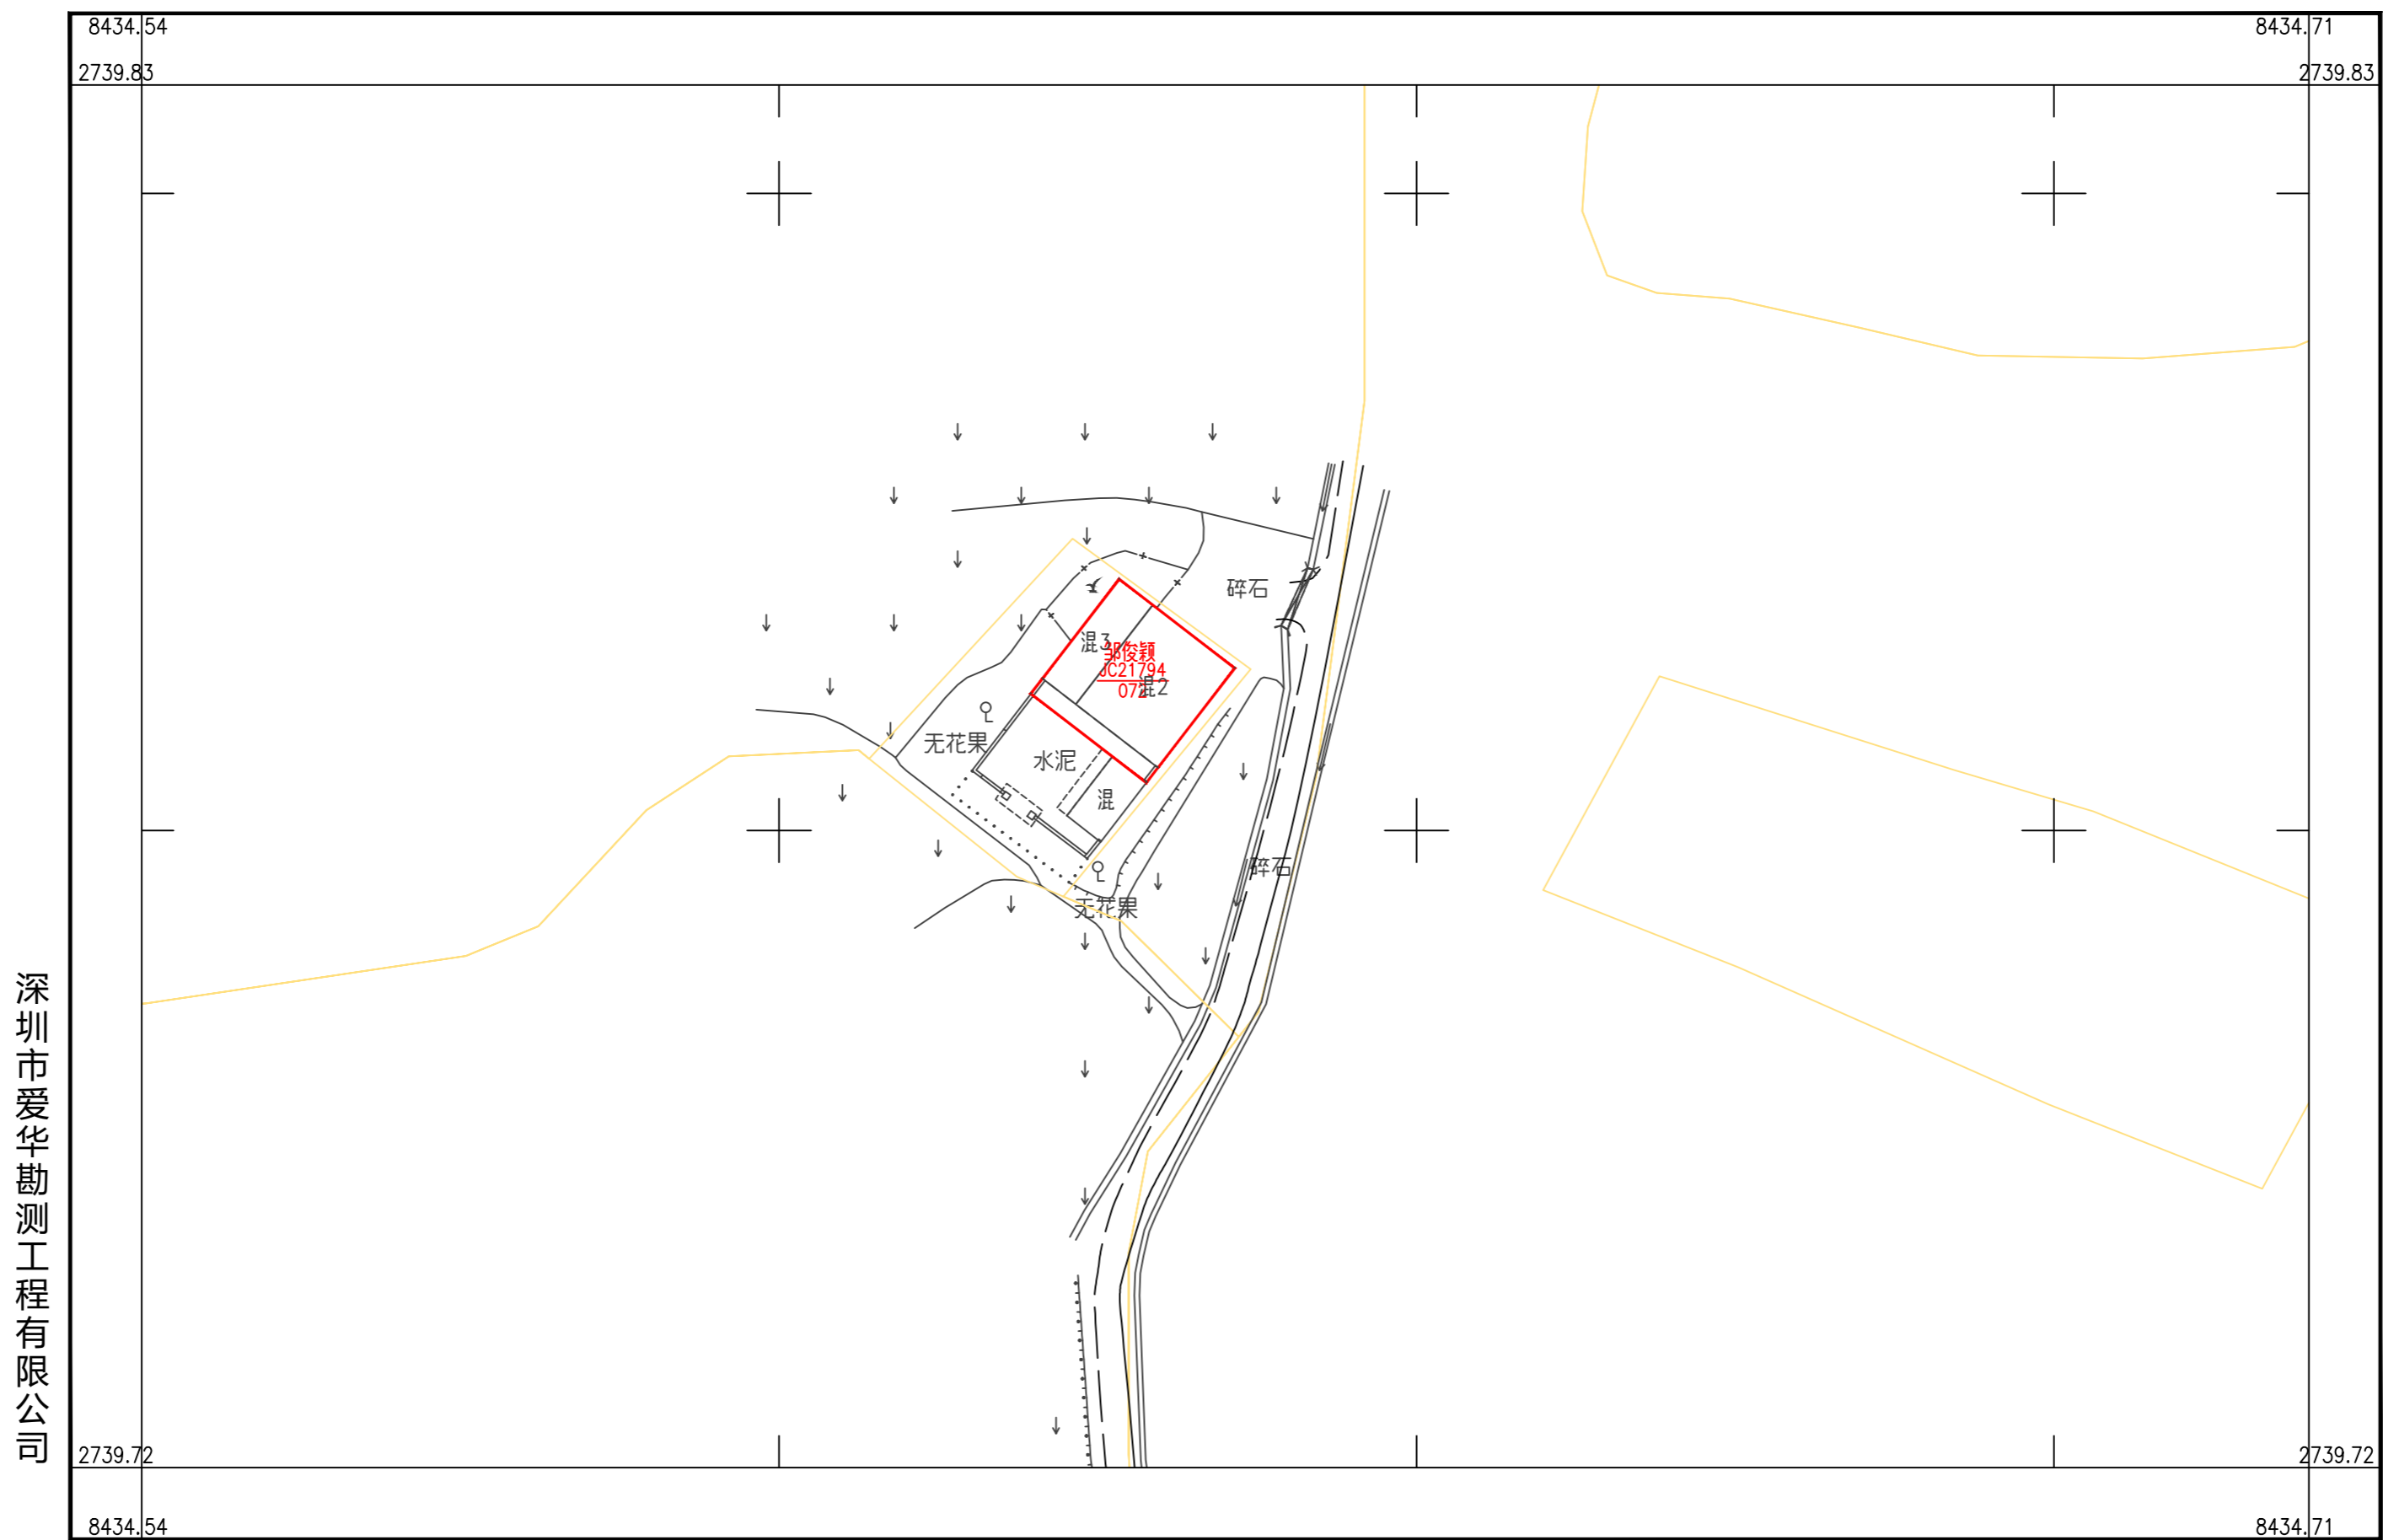 8434.54
8434.71
2739.83
2739.83
碎石
混3
邹俊颖
JC21794
072
混2
无花果
水泥
混
碎石
无花果
深圳市爱华勘测工程有限公司
2739.72
2739.72
8434.54
8434.71